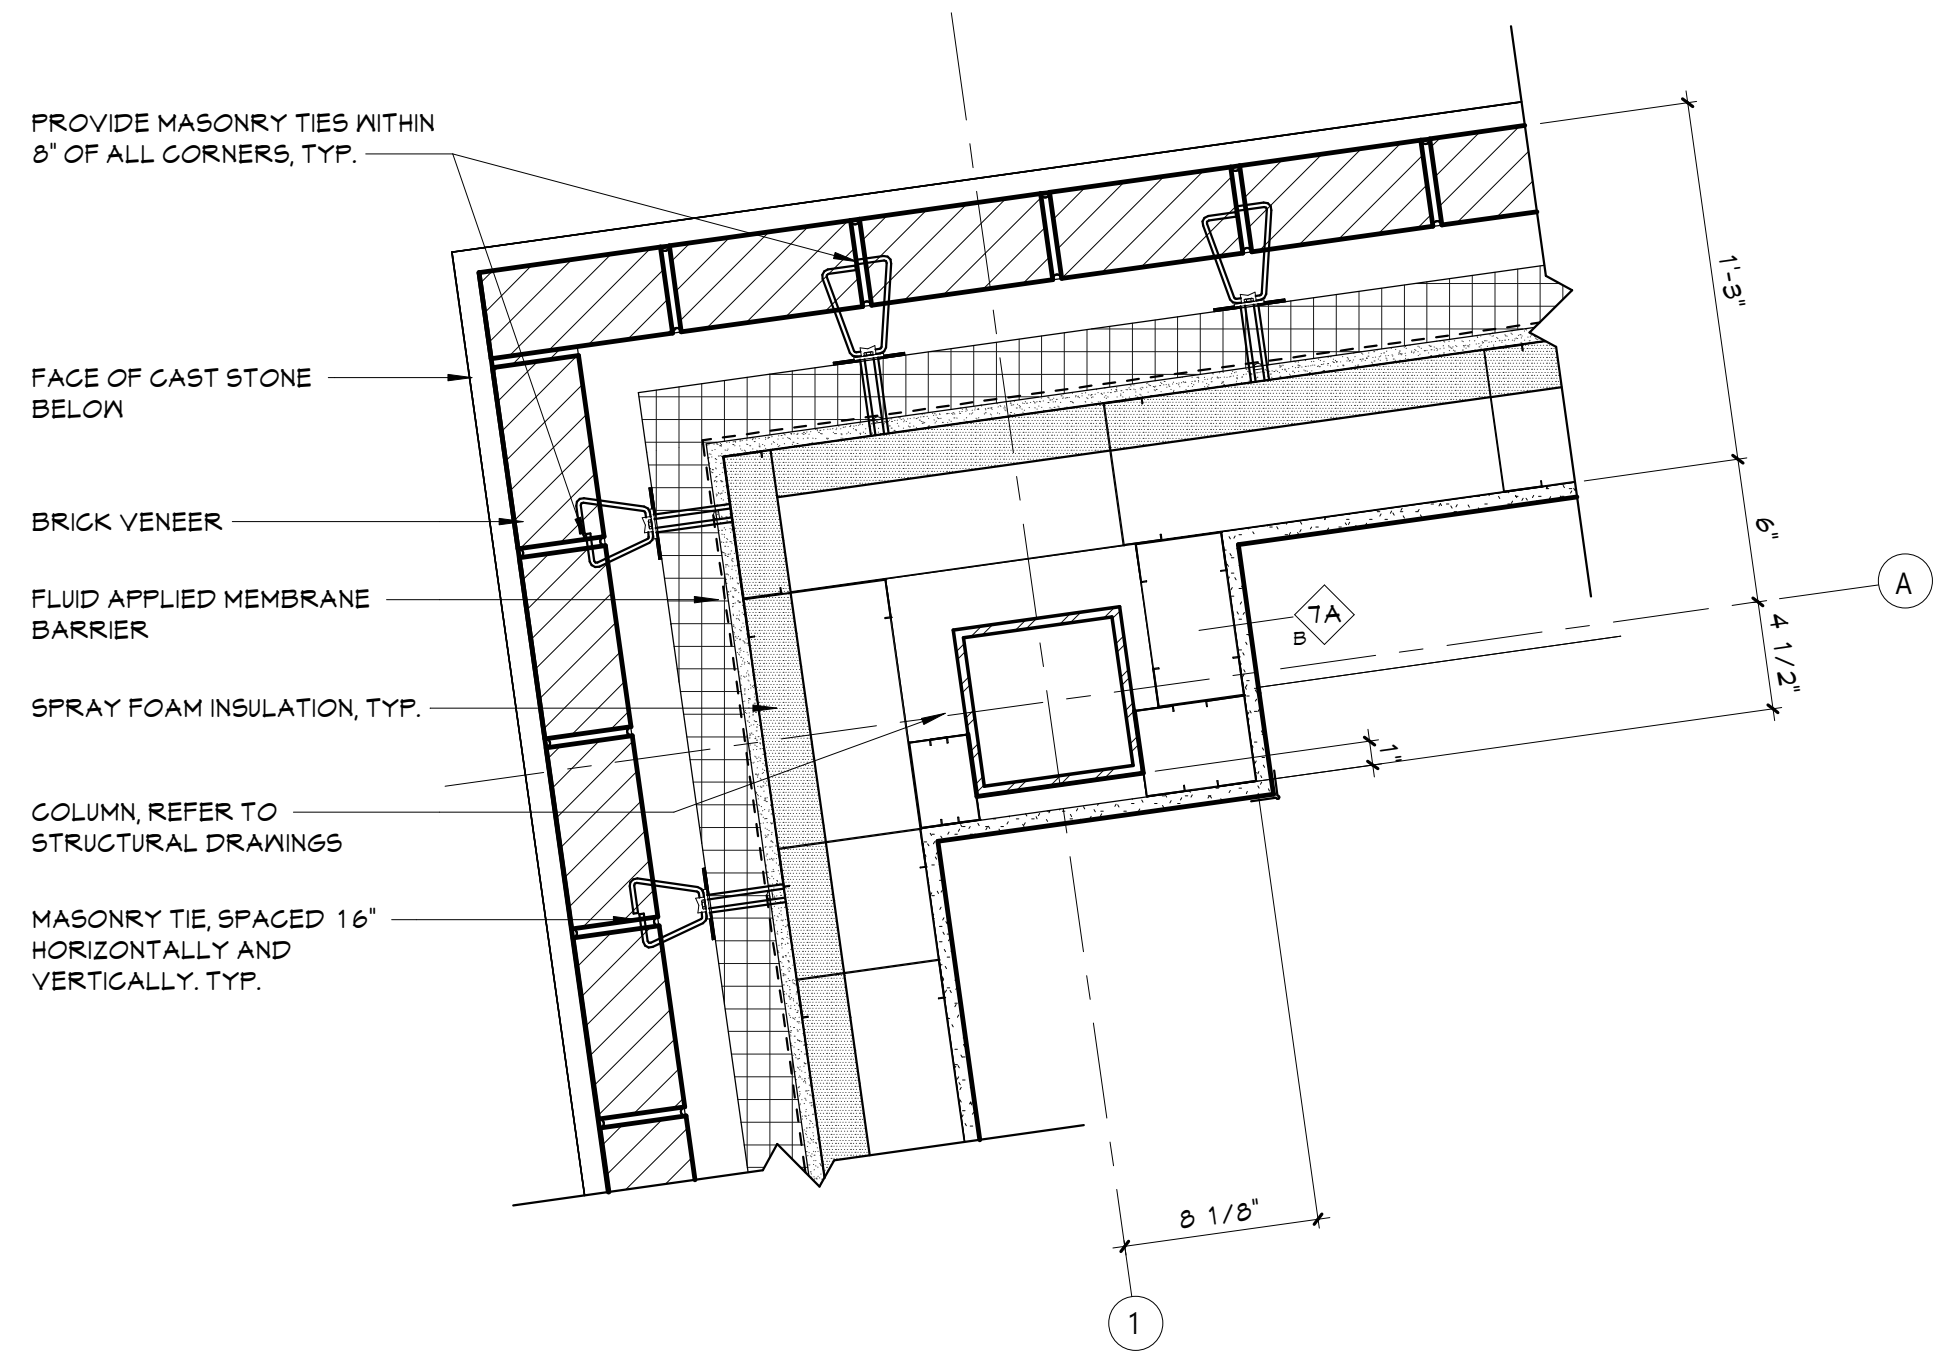 PROVIDE MASONRY TIES WITHIN
8" OF ALL CORNERS, TYP.
FACE OF CAST STONE
BELOW
BRICK VENEER
FLUID APPLIED MEMBRANE
BARRIER
SPRAY FOAM INSULATION, TYP.
COLUMN, REFER TO
STRUCTURAL DRAWINGS
MASONRY TIE, SPACED 16"
HORIZONTALLY AND
VERTICALLY. TYP.
1'-3"
6"
A
4 1/2"
7A
B
1"
8 1/8"
1